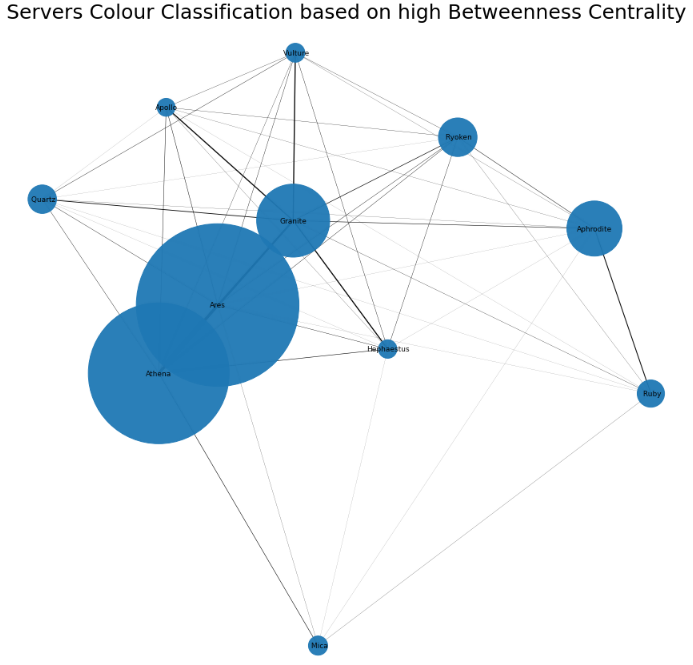 Servers Colour Classification based on high Betweenness Centrality
Vulture
Apollo
Ryoken
Quartz
Granite
Aphrodite
Ares
Hephaestus
Athena
Ruby
Mica